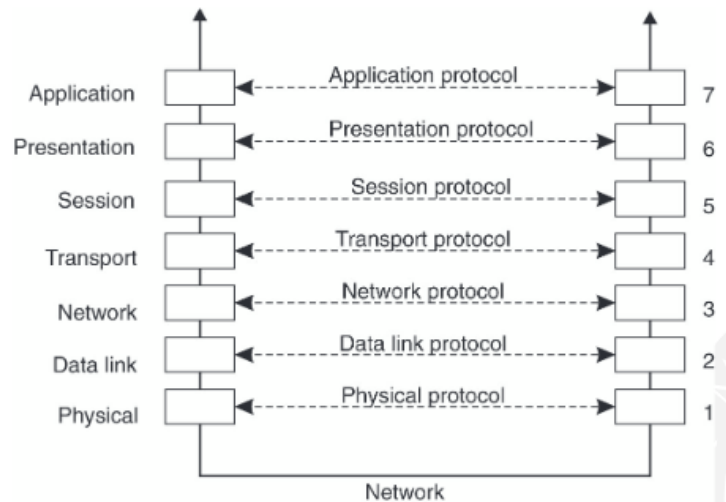 Application protocol
Application 7
Presentation protocol
Presentation 6
Session protocol
Session 5
Transport protocol
Transport 4
Network protocol
Network 3
Data link protocol
Data link 2
Physical protocol
Physical 1
Network